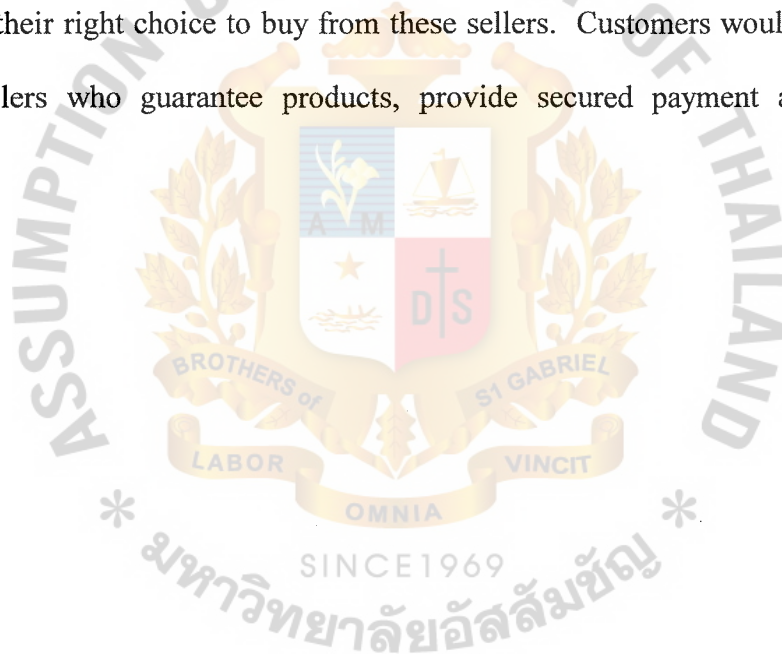 their right choice to buy from these sellers. Customers woul
lers who guarantee products, provide secured payment a
ASSUMPTION OF THAILAND
A M
D S
BROTHERS of ST GABRIEL
LABOR OMNIA VINCIT
SINCE1969
* มหาวิทยาลัยอัสสัมชัญ *